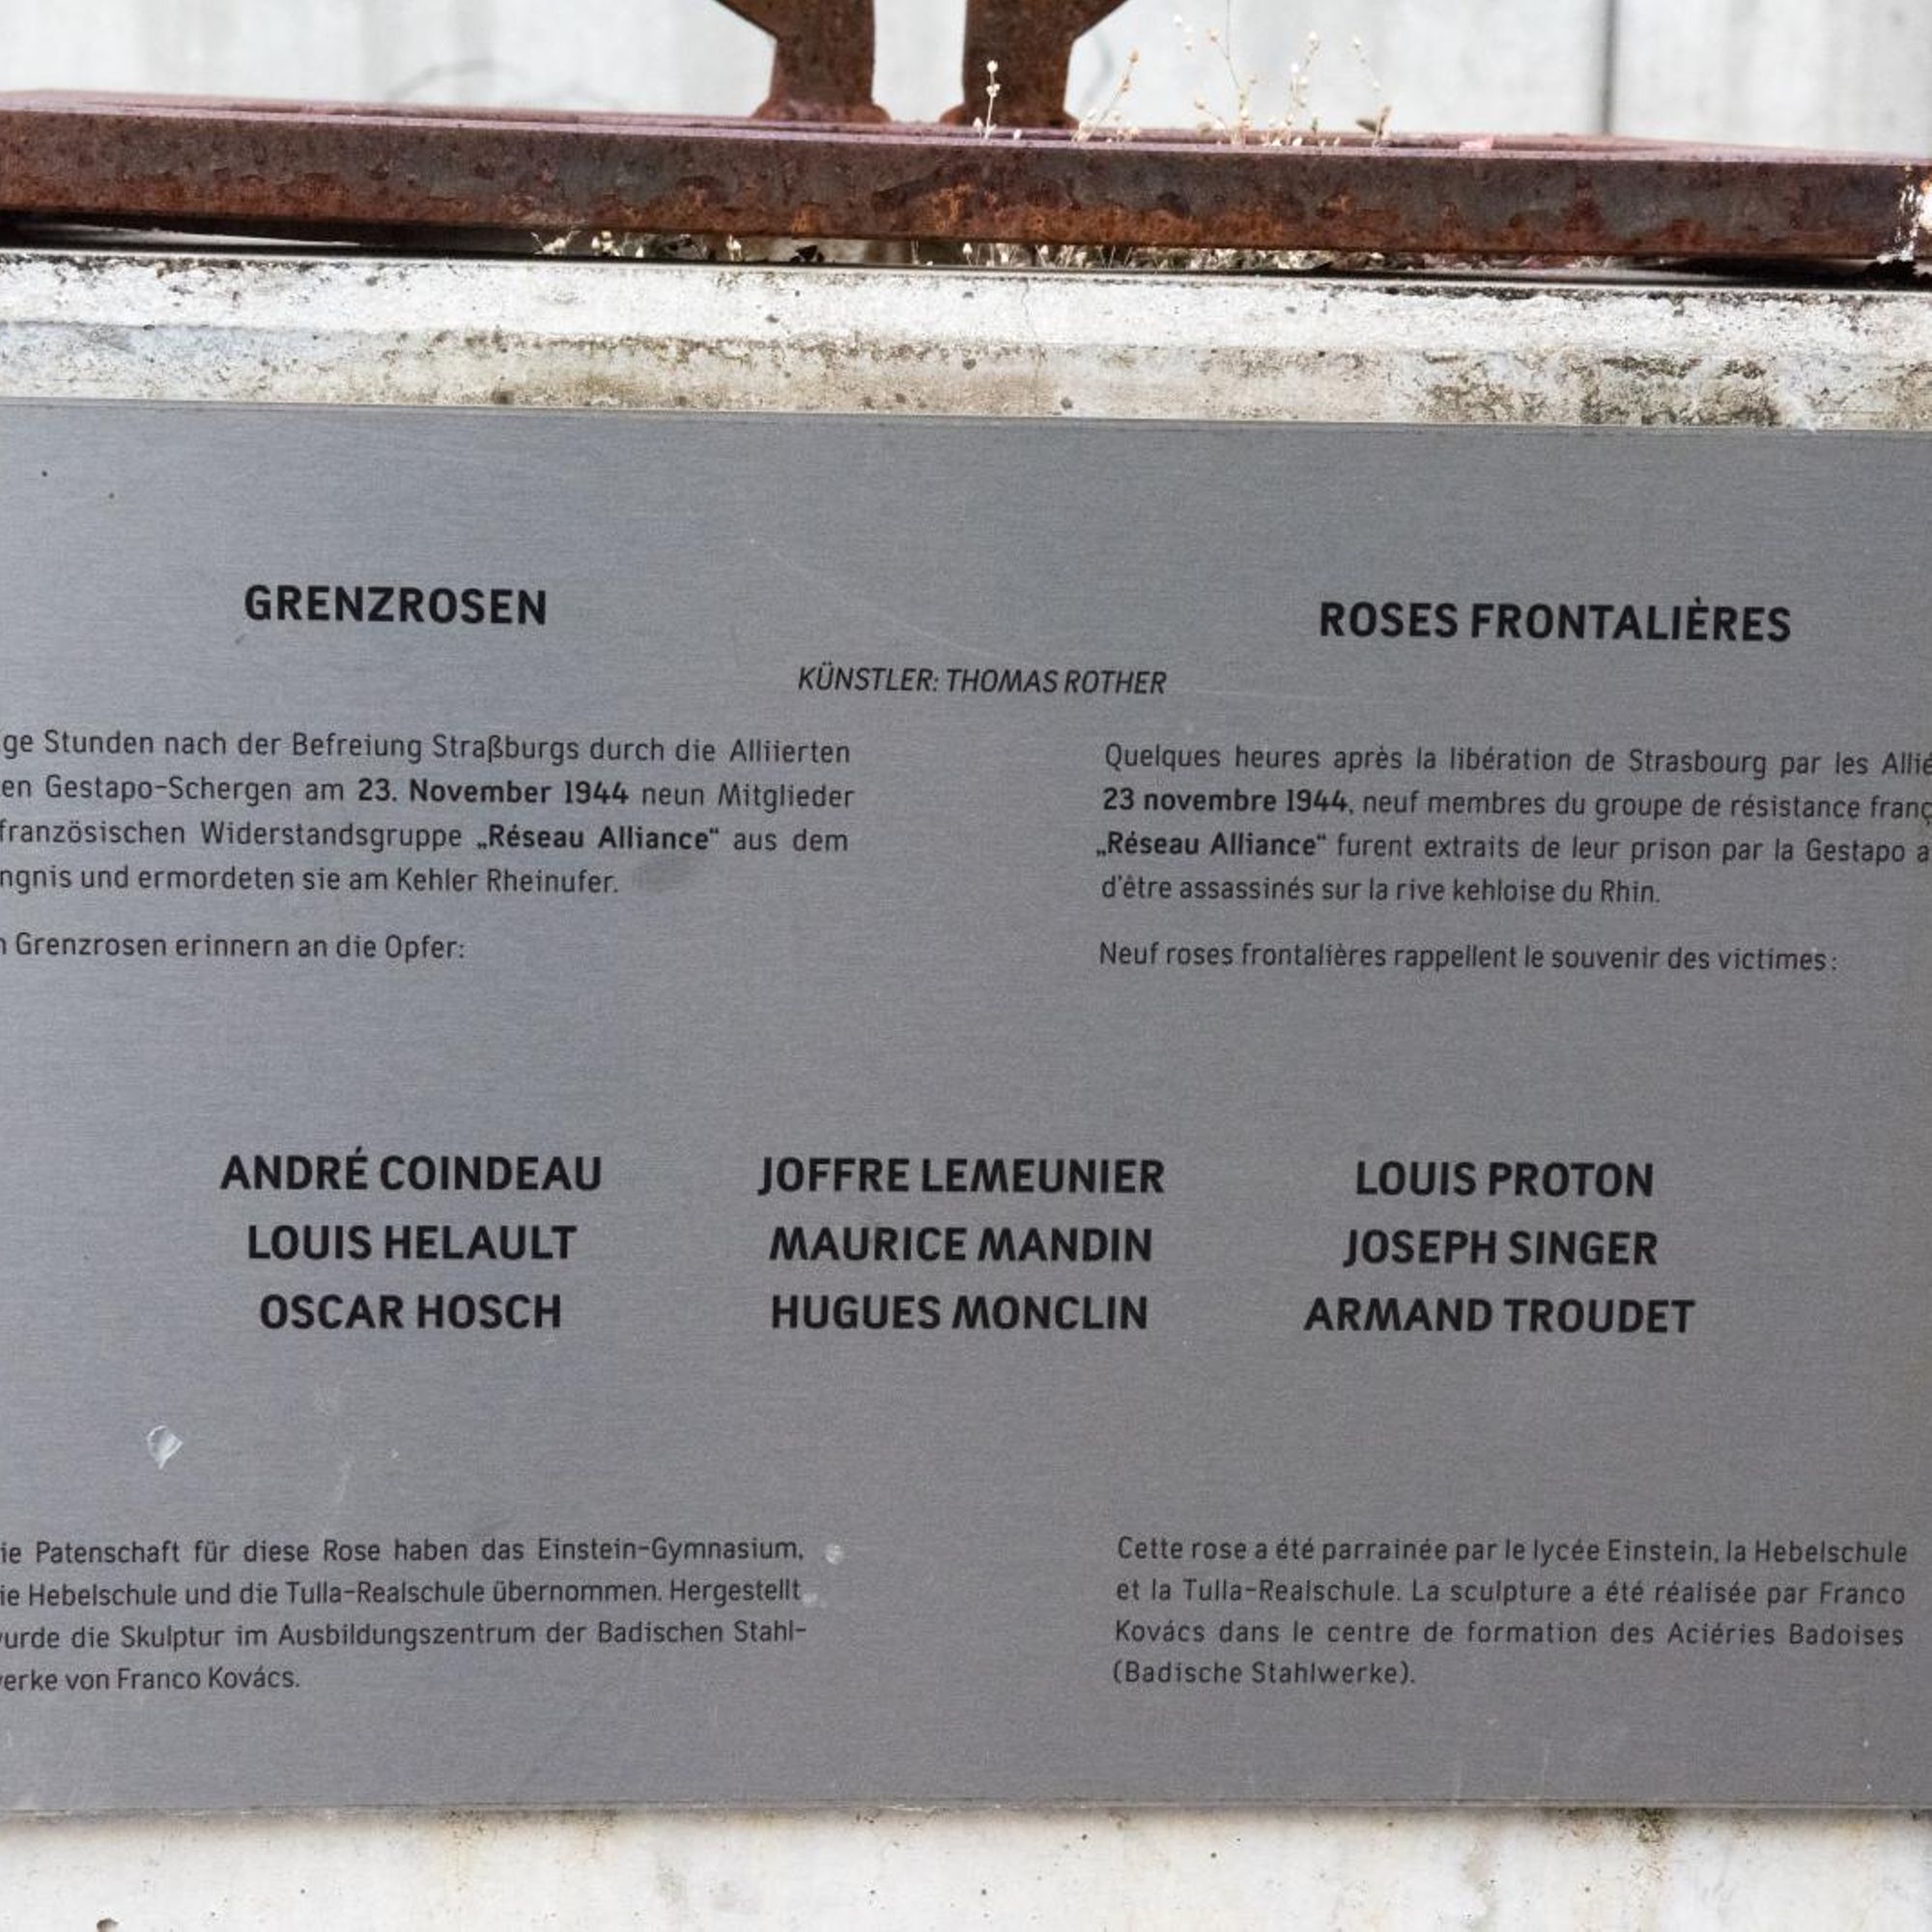 GRENZROSEN
ROSES FRONTALIÈRES
KÜNSTLER: THOMAS ROTHER
ge Stunden nach der Befreiung Straßburgs durch die Alliierten
en Gestapo-Schergen am 23. November 1944 neun Mitglieder
französischen Widerstandsgruppe „Réseau Alliance“ aus dem
ngnis und ermordeten sie am Kehler Rheinufer.
Grenzrosen erinnern an die Opfer:
Quelques heures après la libération de Strasbourg par les Allié
23 novembre 1944, neuf membres du groupe de résistance franç
„Réseau Alliance“ furent extraits de leur prison par la Gestapo a
d'être assassinés sur la rive kehloise du Rhin.
Neuf roses frontalières rappellent le souvenir des victimes :
ANDRÉ COINDEAU
LOUIS HELAULT
OSCAR HOSCH
JOFFRE LEMEUNIER
MAURICE MANDIN
HUGUES MONCLIN
LOUIS PROTON
JOSEPH SINGER
ARMAND TROUDET
ie Patenschaft für diese Rose haben das Einstein-Gymnasium,
ie Hebelschule und die Tulla-Realschule übernommen. Hergestellt
urde die Skulptur im Ausbildungszentrum der Badischen Stahl-
erke von Franco Kovács.
Cette rose a été parrainée par le lycée Einstein, la Hebelschule
et la Tulla-Realschule. La sculpture a été réalisée par Franco
Kovács dans le centre de formation des Aciéries Badoises
(Badische Stahlwerke).